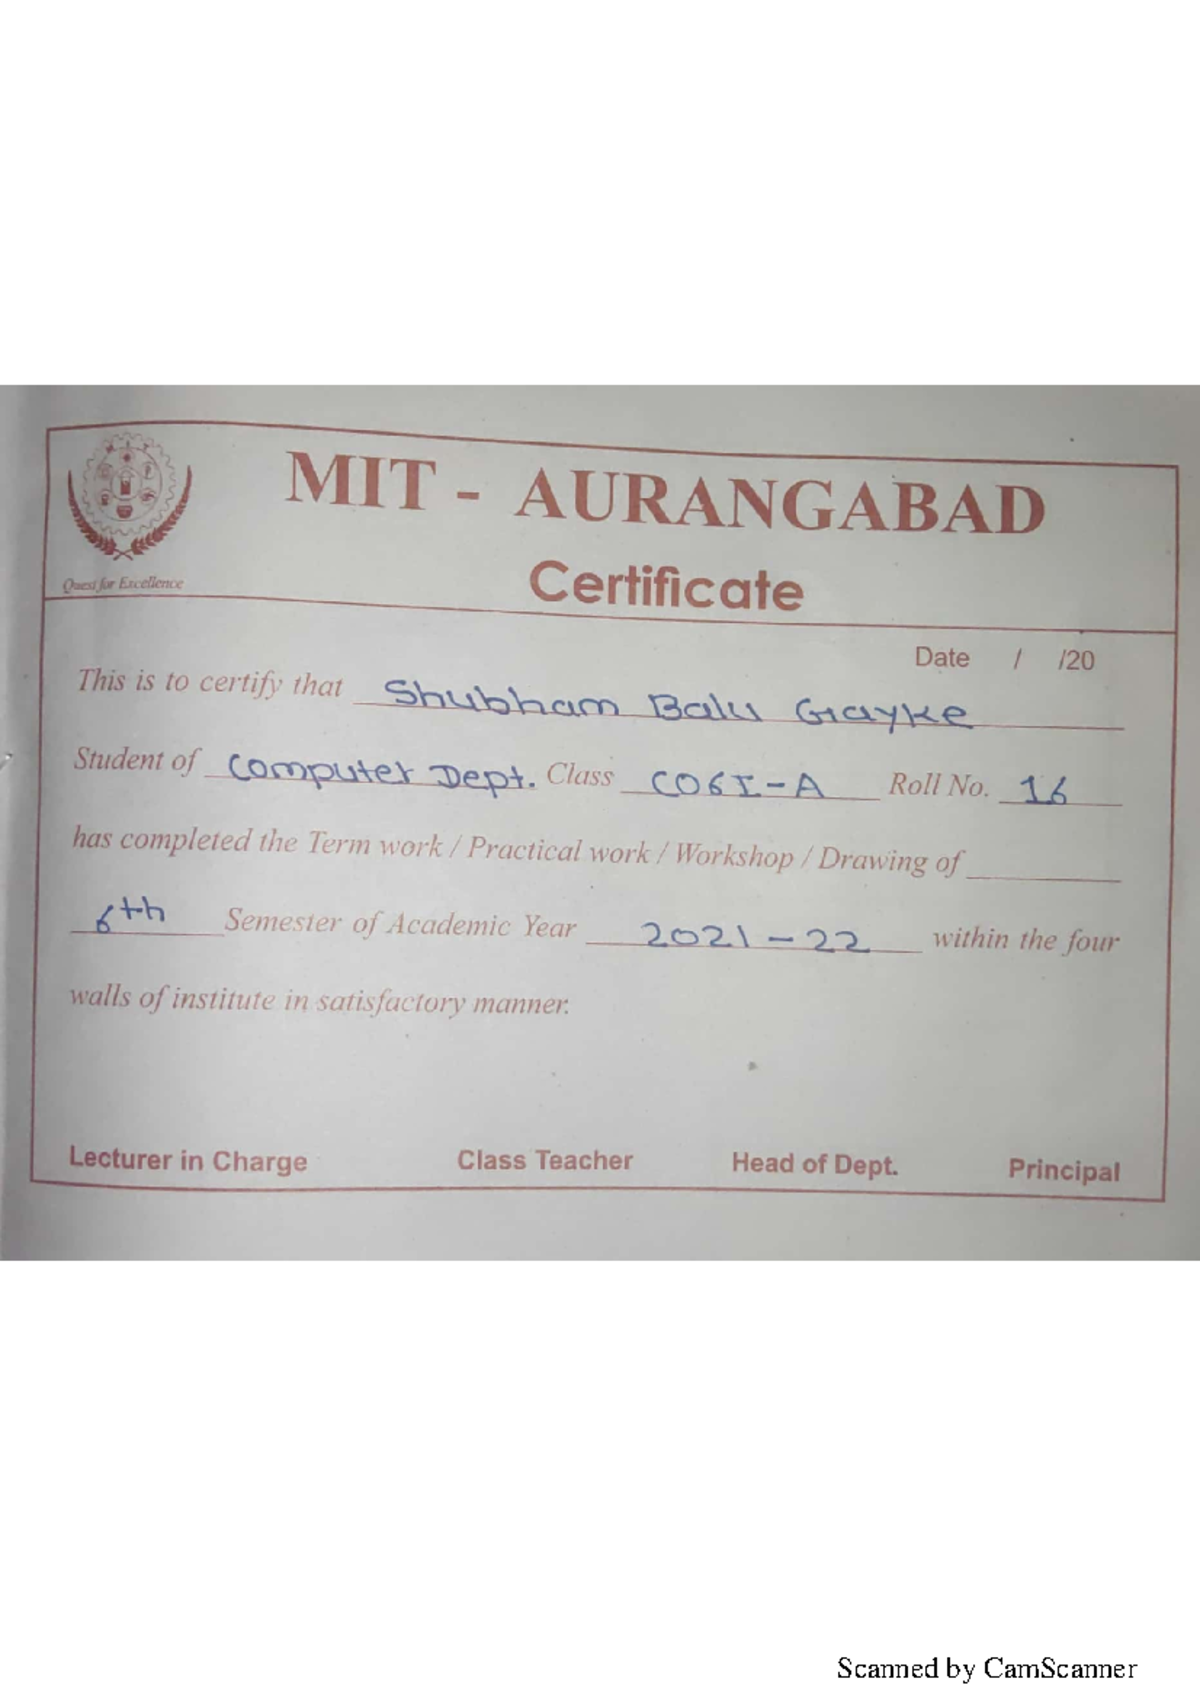 MIT - AURANGABAD
Quest for Excellence
Certificate
Date / /20
This is to certify that Shubham Balu Gayke
Student of Computer Dept. Class CO6I-A Roll No. 16
has completed the Term work / Practical work / Workshop / Drawing of
6th Semester of Academic Year 2021-22 within the four
walls of institute in satisfactory manner.
Lecturer in Charge Class Teacher Head of Dept. Principal
Scanned by CamScanner